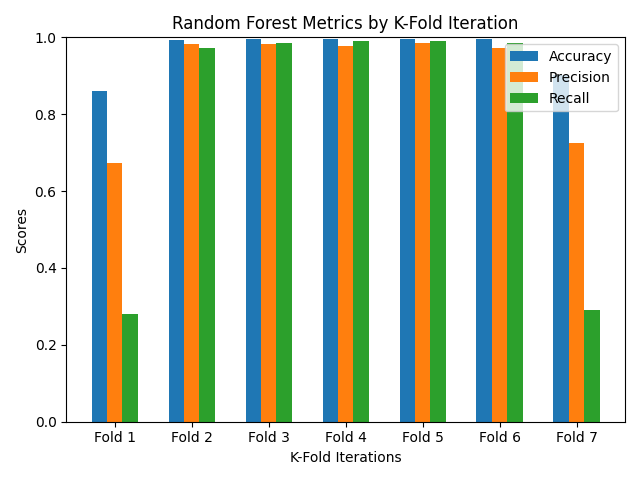 Random Forest Metrics by K-Fold Iteration
Scores
1.0
0.8
0.6
0.4
0.2
0.0
Accuracy
Precision
Recall
Fold 1 Fold 2 Fold 3 Fold 4 Fold 5 Fold 6 Fold 7
K-Fold Iterations